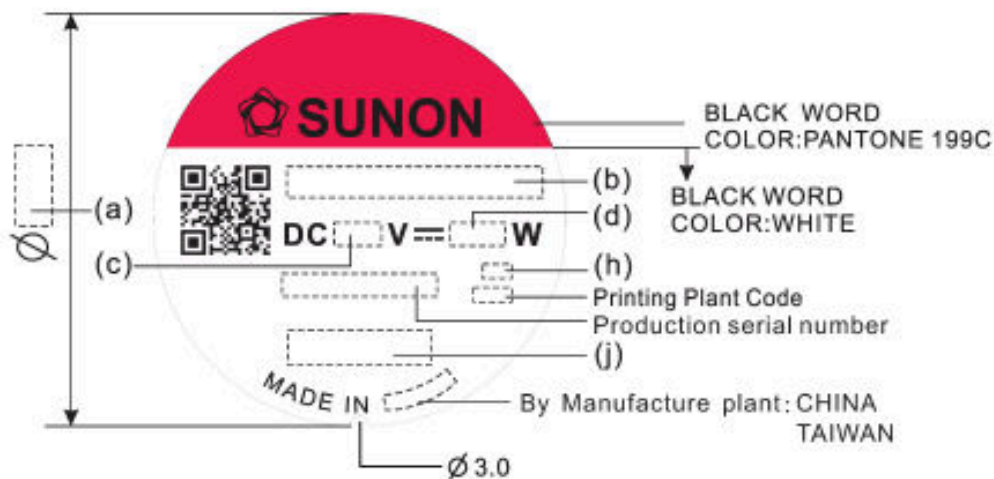 SUNON
BLACK WORD
COLOR:PANTONE 199C
(b)
BLACK WORD
COLOR:WHITE
(a)
DC V W
(d)
(c)
(h)
Printing Plant Code
Production serial number
(j)
MADE IN
By Manufacture plant: CHINA
TAIWAN
Ø
Ø 3.0